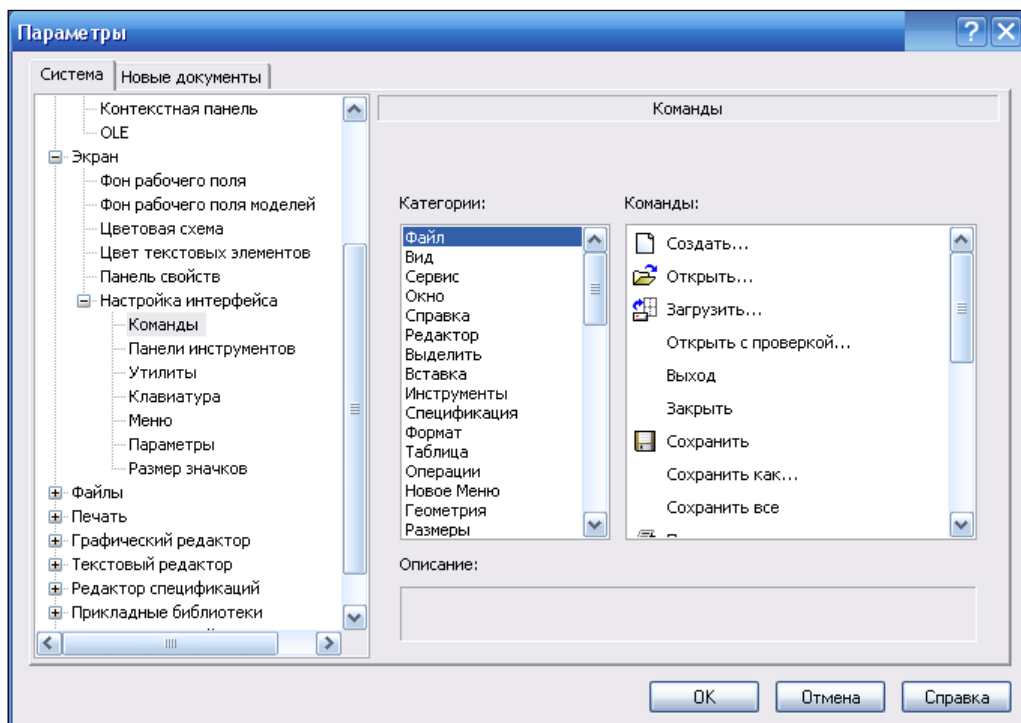 Параметры
Система
Новые документы
Контекстная панель
OLE
Экран
Фон рабочего поля
Фон рабочего поля моделей
Цветовая схема
Цвет текстовых элементов
Панель свойств
Настройка интерфейса
Команды
Панели инструментов
Утилиты
Клавиатура
Меню
Параметры
Размер значков
Файлы
Печать
Графический редактор
Текстовый редактор
Редактор спецификаций
Прикладные библиотеки
Команды
Категории:
Файл
Вид
Сервис
Окно
Справка
Редактор
Выделить
Вставка
Инструменты
Спецификация
Формат
Таблица
Операции
Новое Меню
Геометрия
Размеры
Команды:
Создать...
Открыть...
Загрузить...
Открыть с проверкой...
Выход
Закрыть
Сохранить
Сохранить как...
Сохранить все
Описание:
OK
Отмена
Справка